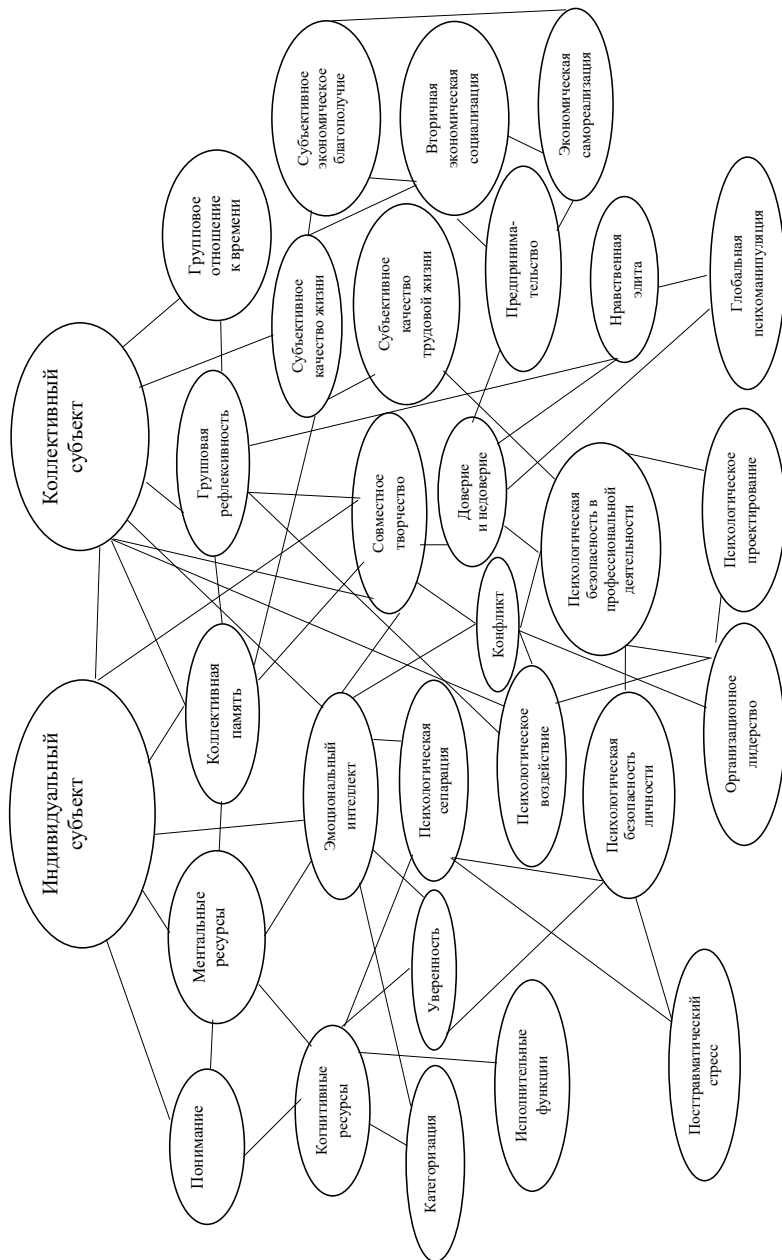 Индивидуальный
субъект
Коллективный
субъект
Понимание
Ментальные
ресурсы
Коллективная
память
Групповая
рефлексивность
Групповое
отношение
к времени
Когнитивные
ресурсы
Эмоциональный
интеллект
Субъективное
качество жизни
Субъективное
экономическое
благополучие
Категоризация
Уверенность
Психологическая
сепарация
Совместное
творчество
Субъективное
качество
трудовой жизни
Вторичная
экономическая
социализация
Исполнительные
функции
Психологическое
воздействие
Конфликт
Доверие
и недоверие
Предпринима-
тельство
Экономическая
самореализация
Психологическая
безопасность
личности
Психологическая
безопасность в
профессиональной
деятельности
Нравственная
элита
Посттравматический
стресс
Организационное
лидерство
Психологическое
проектирование
Глобальная
психоманипуляция